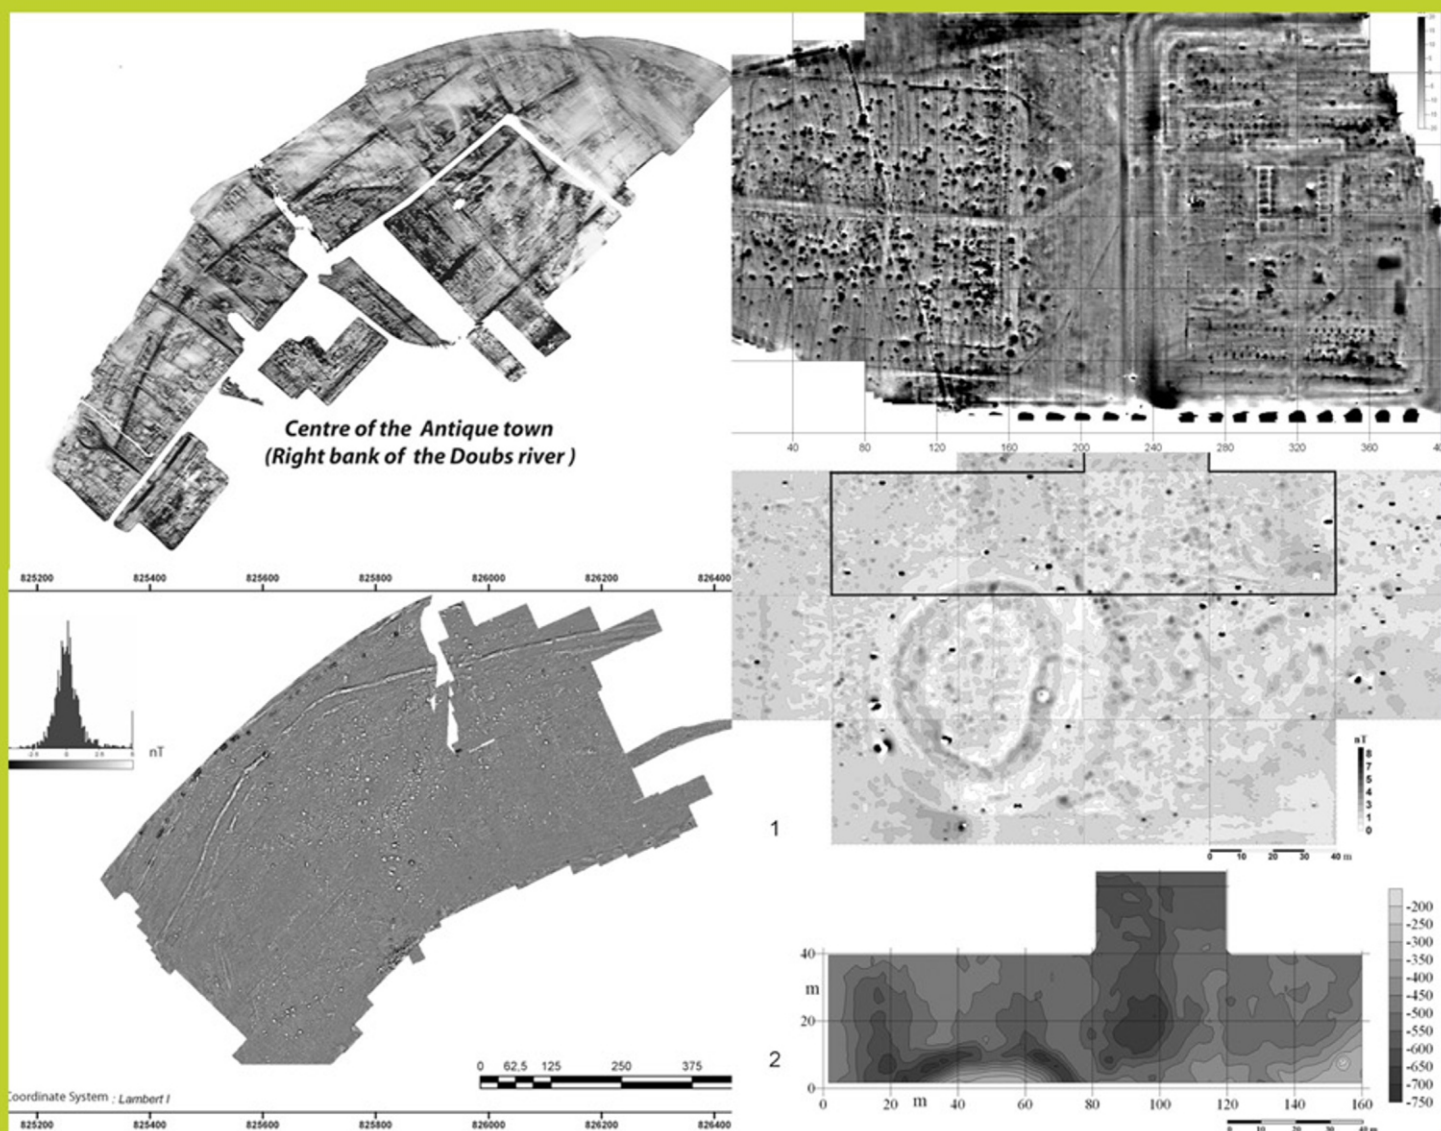 Centre of the Antique town
(Right bank of the Doubs river )
825200 825400 825600 825800 826000 826200 826400
nT
0 62,5 125 250 375
Coordinate System : Lambert I
825200 825400 825600 825800 826000 826200 826400
40 80 120 160 200 240 280 320 360
nT
8
7
5
4
3
1
0
1
0 10 20 30 40 m
2
40
m
20
0
0 m 40 60 80 100 120 140 160
-200
-250
-300
-350
-400
-450
-500
-550
-600
-650
-700
-750
0 10 20 30 40 m